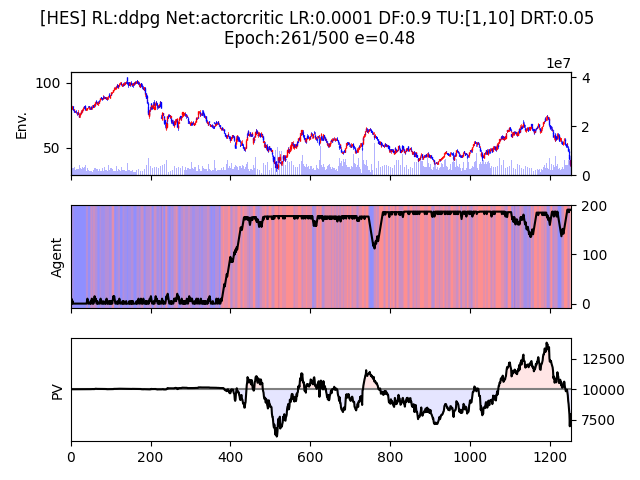 [HES] RL:ddpg Net:actorcritic LR:0.0001 DF:0.9 TU:[1,10] DRT:0.05
Epoch:261/500 e=0.48
1e7
100
50
Env.
4
2
0
Agent
200
100
0
PV
12500
10000
7500
0 200 400 600 800 1000 1200